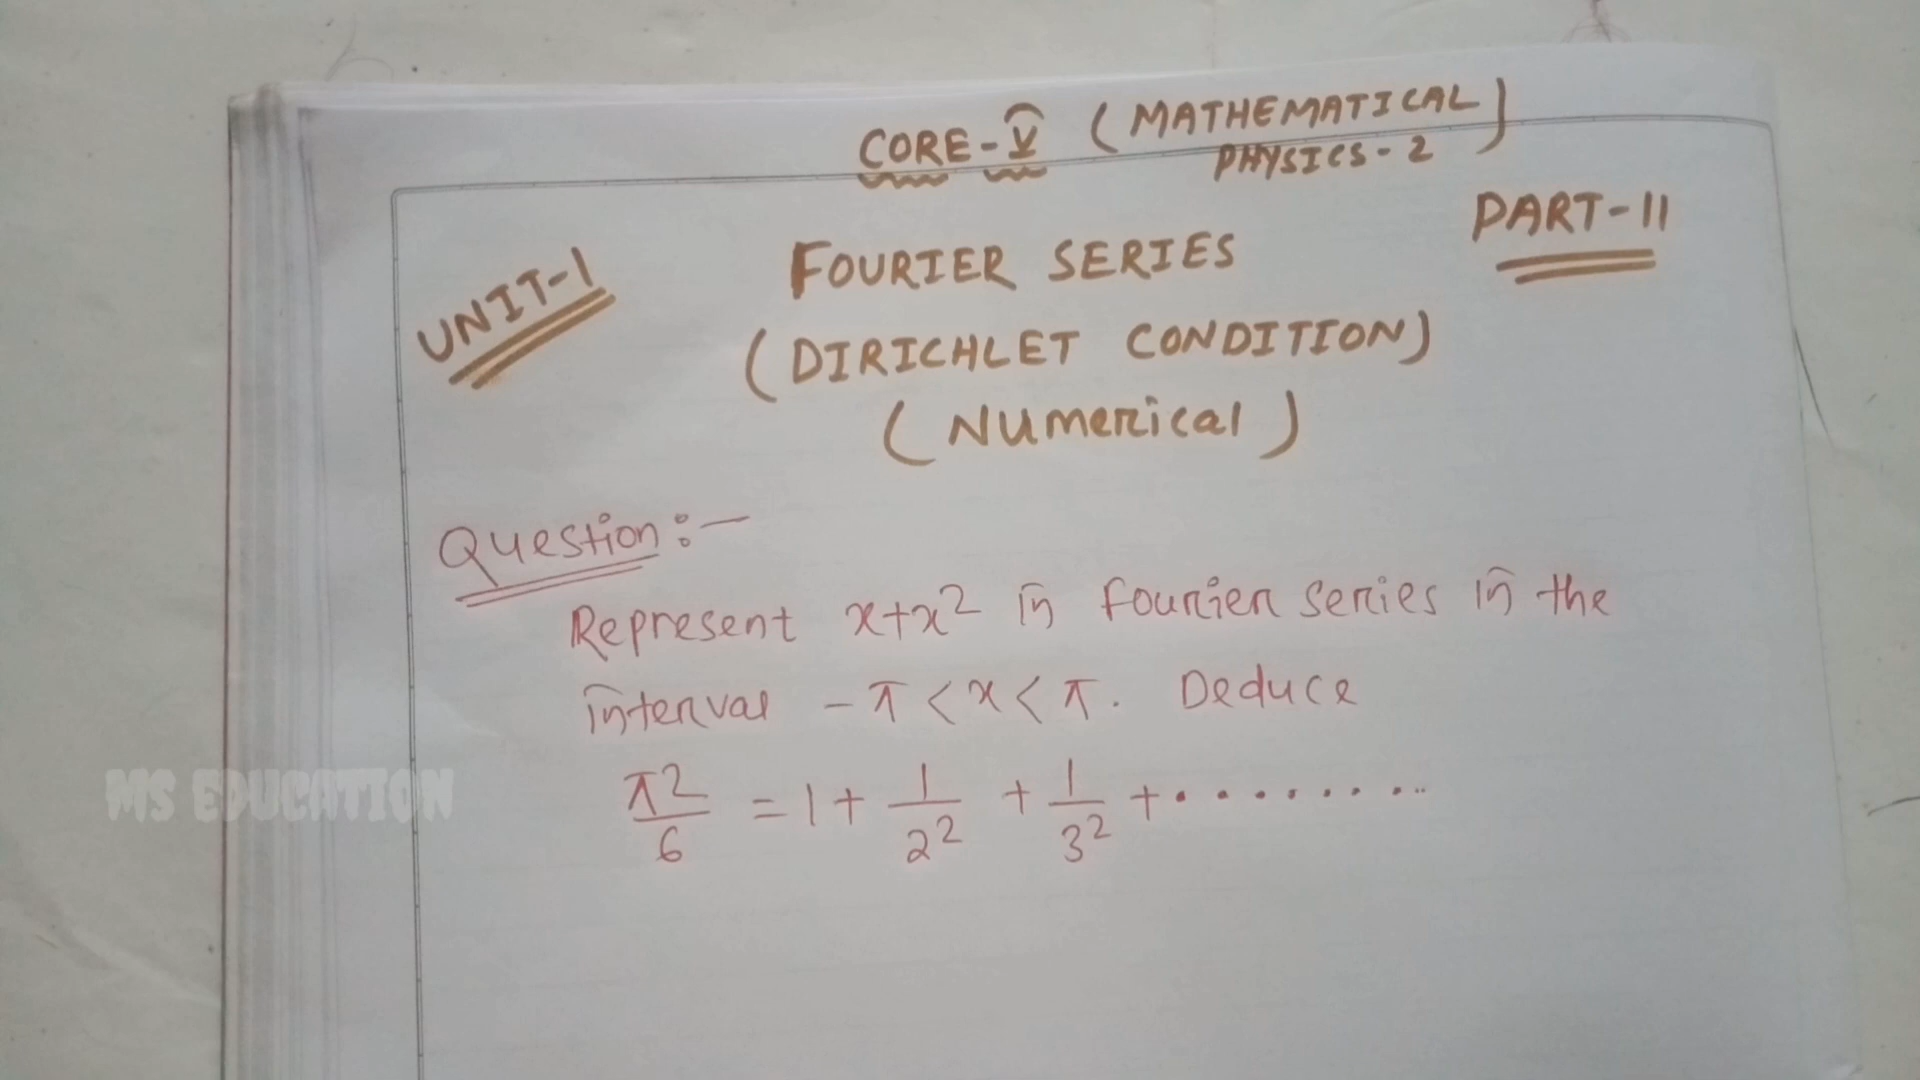 CORE-V (MATHEMATICAL PHYSICS-2)
PART-II
UNIT-1
FOURIER SERIES
(DIRICHLET CONDITION)
(Numerical)
Question:-
Represent x+x² in fourier series in the
interval -π<x<π. Deduce
π²/6 = 1 + 1/2² + 1/3² + ...........
MS EDUCATION